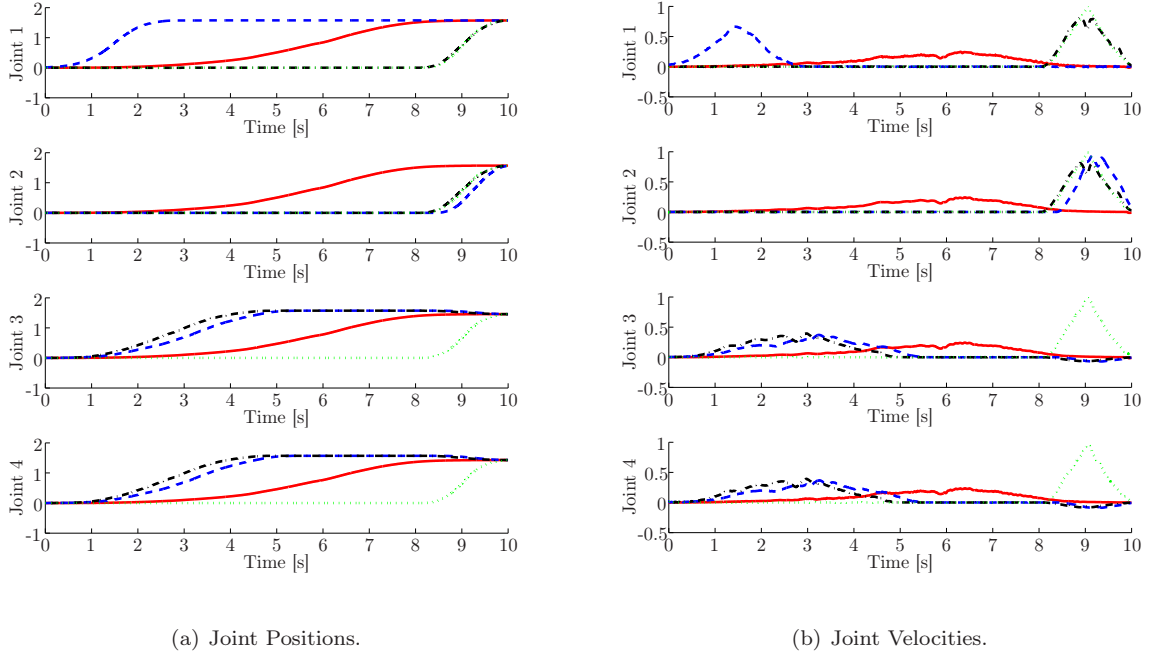 Joint 1
2
1
0
-1
0 1 2 3 4 5 6 7 8 9 10
Time [s]
Joint 2
2
1
0
-1
0 1 2 3 4 5 6 7 8 9 10
Time [s]
Joint 3
2
1
0
-1
0 1 2 3 4 5 6 7 8 9 10
Time [s]
Joint 4
2
1
0
-1
0 1 2 3 4 5 6 7 8 9 10
Time [s]
(a) Joint Positions.
Joint 1
1
0.5
0
-0.5
0 1 2 3 4 5 6 7 8 9 10
Time [s]
Joint 2
1
0.5
0
-0.5
0 1 2 3 4 5 6 7 8 9 10
Time [s]
Joint 3
1
0.5
0
-0.5
0 1 2 3 4 5 6 7 8 9 10
Time [s]
Joint 4
1
0.5
0
-0.5
0 1 2 3 4 5 6 7 8 9 10
Time [s]
(b) Joint Velocities.